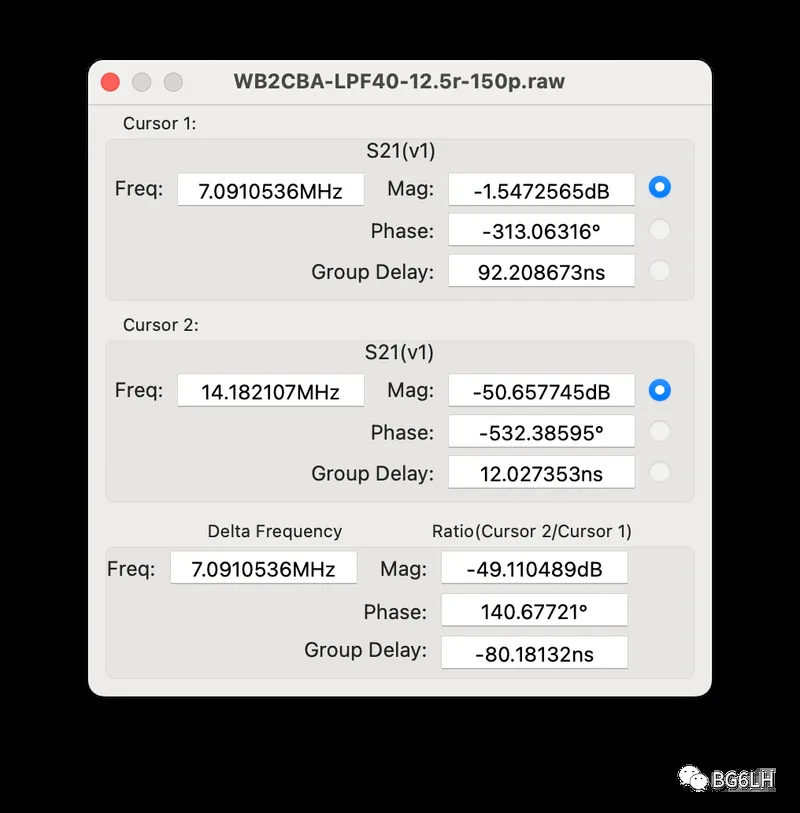 WB2CBA-LPF40-12.5r-150p.raw
Cursor 1:
S21(v1)
Freq: 7.0910536MHz Mag: -1.5472565dB
Phase: -313.06316°
Group Delay: 92.208673ns
Cursor 2:
S21(v1)
Freq: 14.182107MHz Mag: -50.657745dB
Phase: -532.38595°
Group Delay: 12.027353ns
Delta Frequency Ratio(Cursor 2/Cursor 1)
Freq: 7.0910536MHz Mag: -49.110489dB
Phase: 140.67721°
Group Delay: -80.18132ns
BG6LH